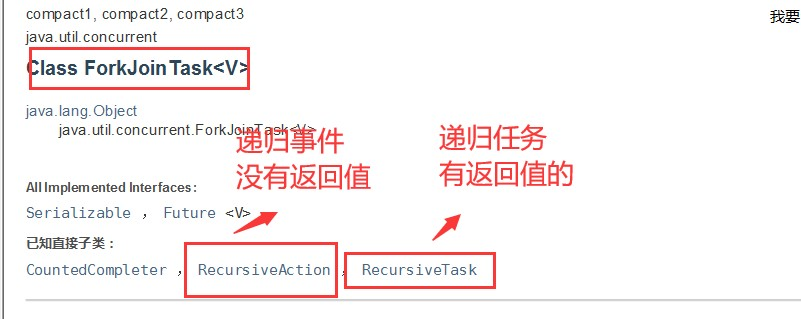 compact1, compact2, compact3
我要
java.util.concurrent
Class ForkJoinTask<V>
java.lang.Object
java.util.concurrent.ForkJoinTask<V>
递归事件
没有返回值
递归任务
有返回值的
All Implemented Interfaces:
Serializable , Future <V>
已知直接子类：
CountedCompleter , RecursiveAction , RecursiveTask